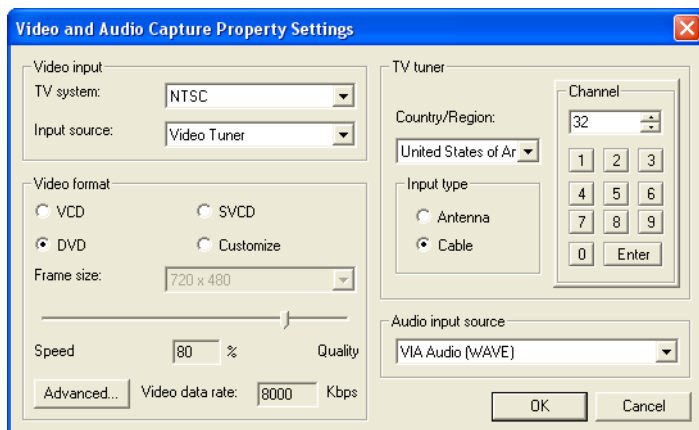 Video and Audio Capture Property Settings
Video input
TV system:
NTSC
Input source:
Video Tuner
Video format
VCD
SVCD
DVD
Customize
Frame size:
720 x 480
Speed
80
%
Quality
Advanced...
Video data rate:
8000
Kbps
TV tuner
Country/Region:
United States of Ar
Input type
Antenna
Cable
Channel
32
1 2 3
4 5 6
7 8 9
0 Enter
Audio input source
VIA Audio (WAVE)
OK
Cancel